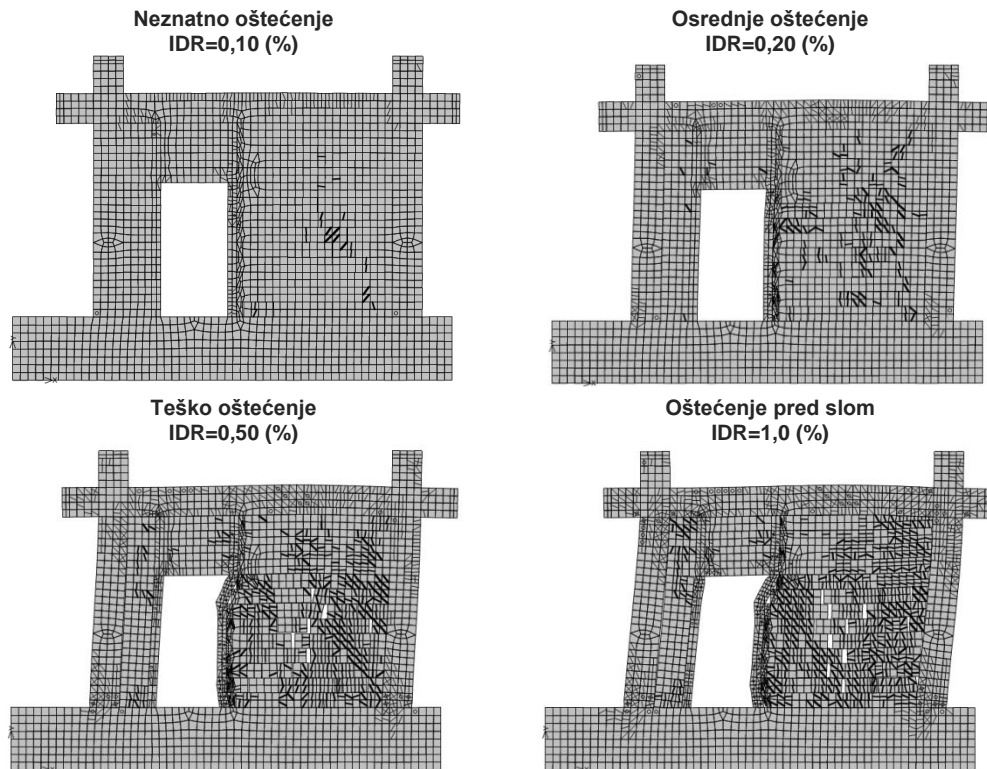 Neznatno oštećenje
IDR=0,10 (%)
Osrednje oštećenje
IDR=0,20 (%)
Teško oštećenje
IDR=0,50 (%)
Oštećenje pred slom
IDR=1,0 (%)